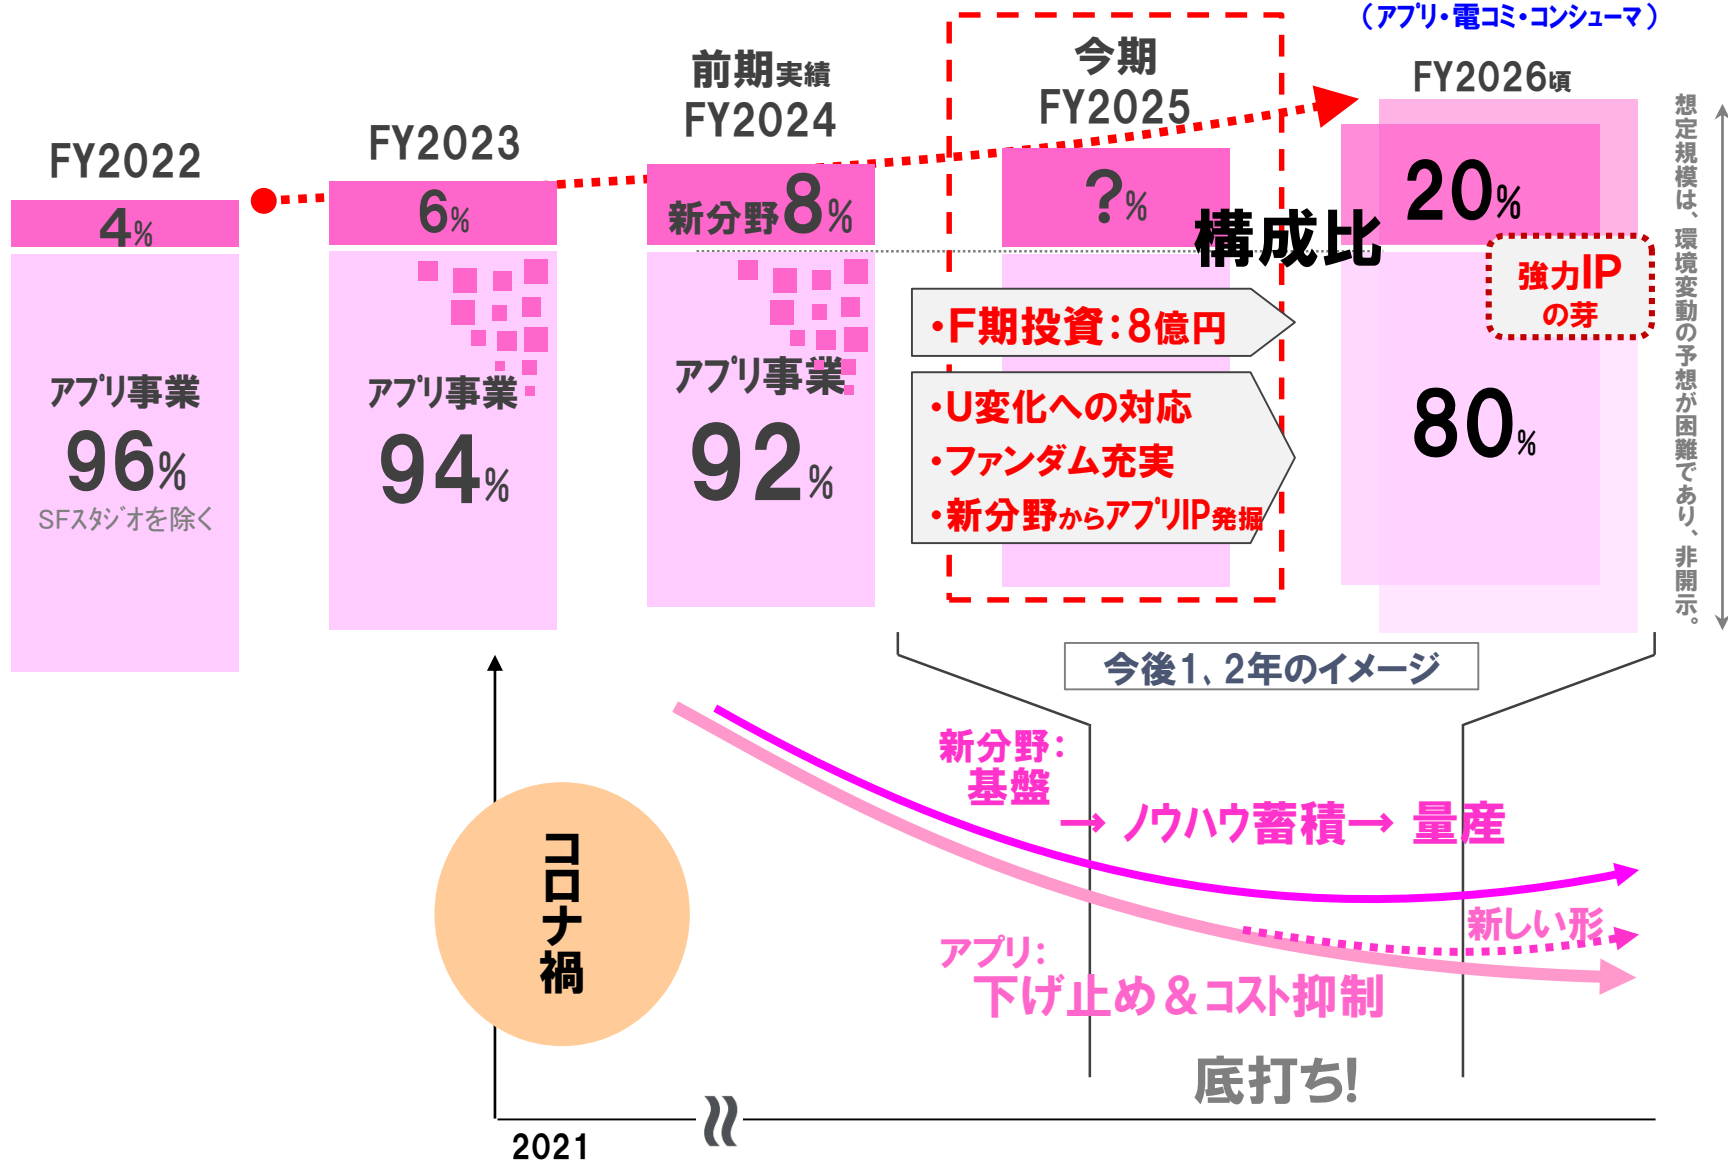 （アプリ・電コミ・コンシューマ）
FY2022
4%
アプリ事業
96%
SFスタジオを除く
FY2023
6%
アプリ事業
94%
前期実績
FY2024
新分野8%
アプリ事業
92%
今期
FY2025
?%
構成比
・F期投資：8億円
・U変化への対応
・ファンダム充実
・新分野からアプリIP発掘
FY2026頃
20%
強力IP
の芽
80%
想定規模は、環境変動の予想が困難であり、非開示。
今後1、2年のイメージ
新分野：
基盤
→ ノウハウ蓄積→ 量産
新しい形
アプリ：
下げ止め＆コスト抑制
コロナ禍
底打ち!
2021